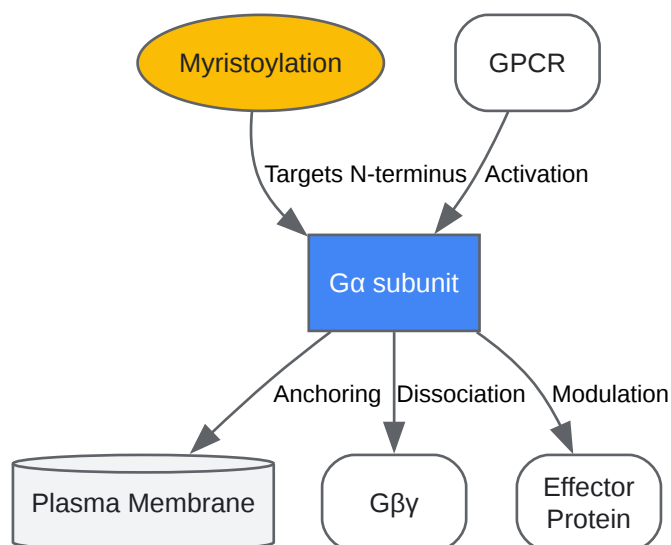 Myristoylation
GPCR
Targets N-terminus
Activation
Gα subunit
Anchoring
Dissociation
Modulation
Plasma Membrane
Gβγ
Effector
Protein